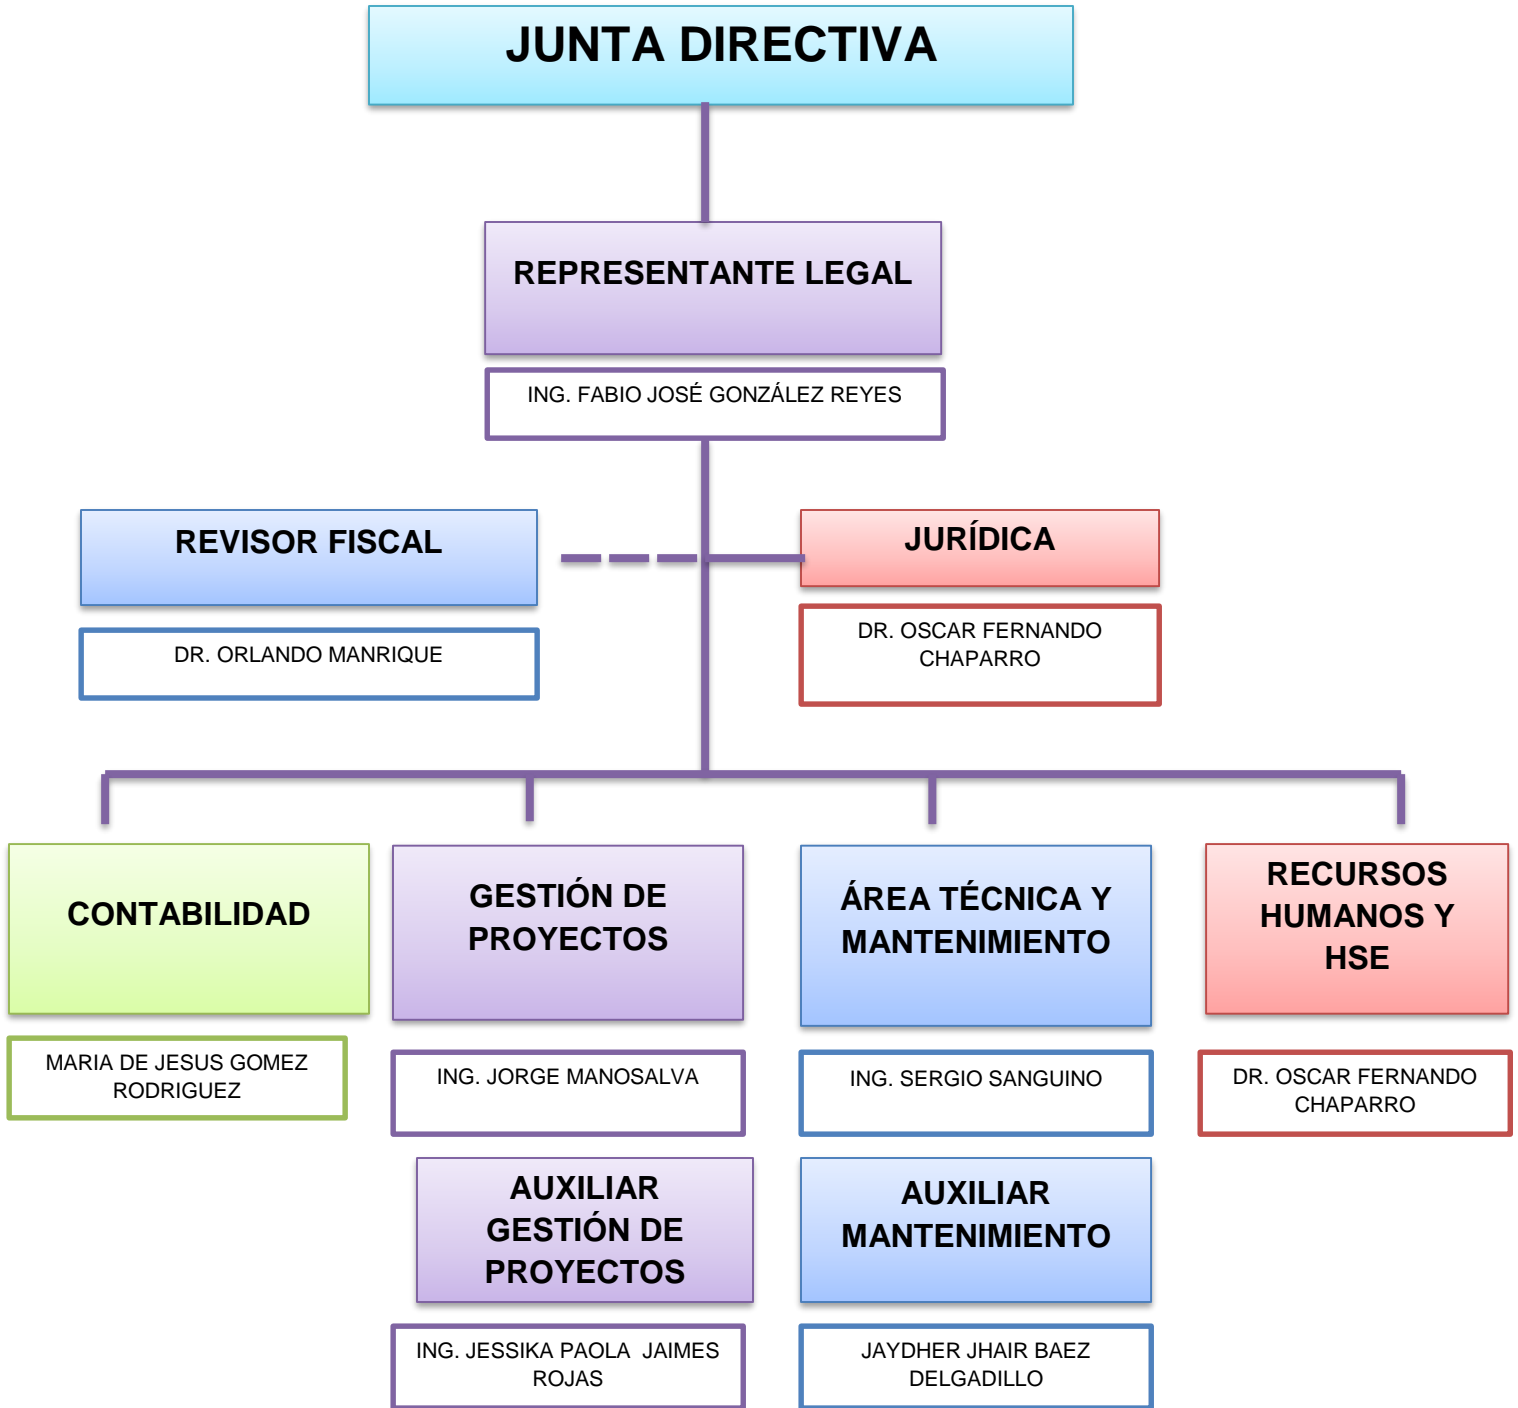 JUNTA DIRECTIVA
REPRESENTANTE LEGAL
ING. FABIO JOSÉ GONZÁLEZ REYES
REVISOR FISCAL
DR. ORLANDO MANRIQUE
JURÍDICA
DR. OSCAR FERNANDO
CHAPARRO
CONTABILIDAD
MARIA DE JESUS GOMEZ
RODRIGUEZ
GESTIÓN DE
PROYECTOS
ING. JORGE MANOSALVA
AUXILIAR
GESTIÓN DE
PROYECTOS
ING. JESSIKA PAOLA  JAIMES
ROJAS
ÁREA TÉCNICA Y
MANTENIMIENTO
ING. SERGIO SANGUINO
AUXILIAR
MANTENIMIENTO
JAYDHER JHAIR BAEZ
DELGADILLO
RECURSOS
HUMANOS Y
HSE
DR. OSCAR FERNANDO
CHAPARRO